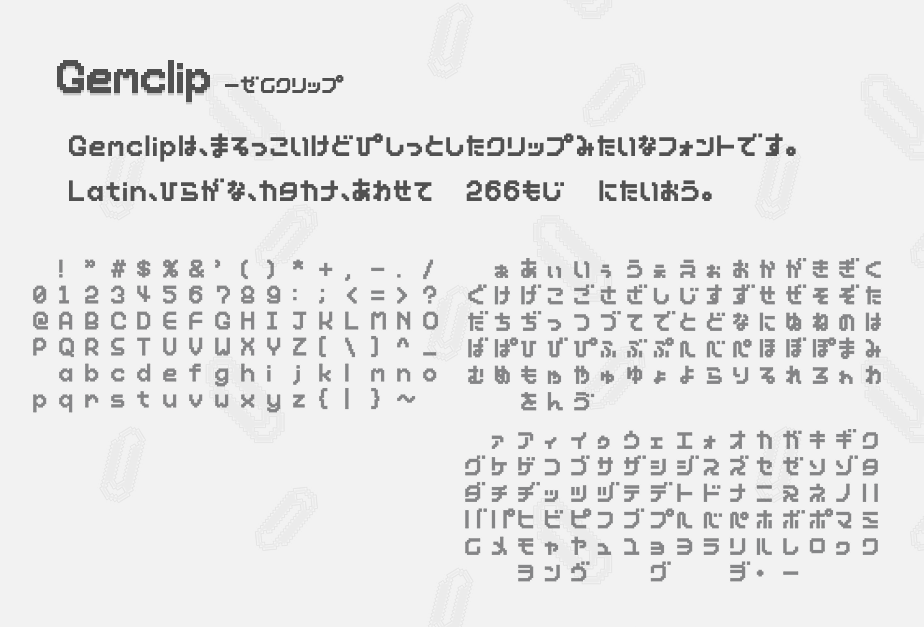 Gemclip ーゼムクリップ
Gemclipは、まるっこいけどぴしっとしたクリップみたいなフォントです。
Latin、ひらがな、カタカナ、あわせて 266もじ にたいおう。
! " # $ % & ' ( ) * + , - . /
0 1 2 3 4 5 6 7 8 9 : ; < = > ?
@ A B C D E F G H I J K L M N O
P Q R S T U V W X Y Z [ \ ] ^ _
a b c d e f g h i j k l m n o
p q r s t u v w x y z { | } ~
ぁ あ ぃ い ぅ う ぇ え ぉ お か が き ぎ く
ぐ け げ こ ご さ ざ し じ す ず せ ぜ そ ぞ た
だ ち ぢ っ つ づ て で と ど な に ぬ ね の は
ば ぱ ひ び ぴ ふ ぶ ぷ へ べ ぺ ほ ぼ ぽ ま み
む め も ゃ や ゅ ゆ ょ よ ら り る れ ろ ゎ わ
を ん ゔ
ァ ア ィ イ ゥ ウ ェ エ ォ オ カ ガ キ ギ ク
グ ケ ゲ コ ゴ サ ザ シ ジ ス ズ セ ゼ ソ ゾ タ
ダ チ ヂ ッ ツ ヅ テ デ ト ド ナ ニ ヌ ネ ノ ハ
バ パ ヒ ビ ピ フ ブ プ ヘ ベ ペ ホ ボ ポ マ ミ
ム メ モ ャ ヤ ュ ユ ョ ヨ ラ リ ル レ ロ ヮ ワ
ヲ ン ヴ ヷ ヺ ・ ー